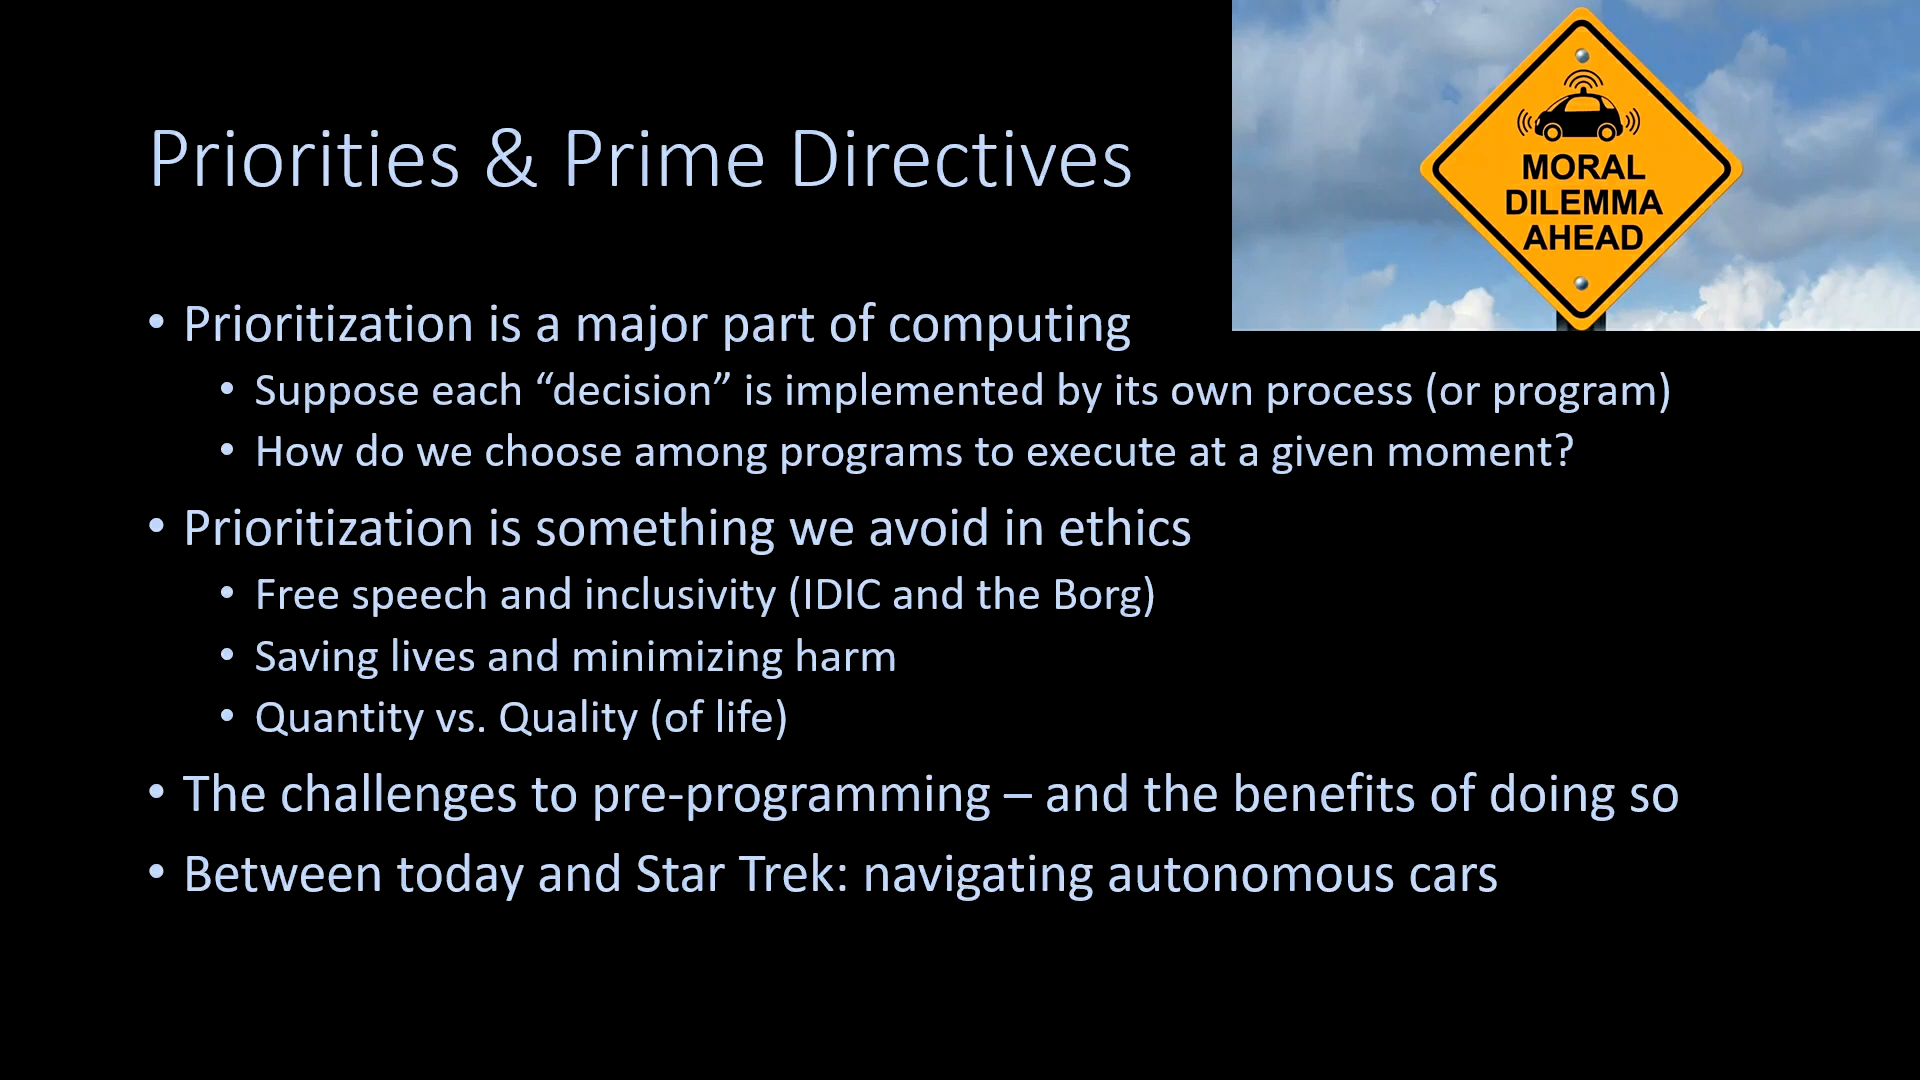 Priorities & Prime Directives
MORAL
DILEMMA
AHEAD
• Prioritization is a major part of computing
• Suppose each “decision” is implemented by its own process (or program)
• How do we choose among programs to execute at a given moment?
• Prioritization is something we avoid in ethics
• Free speech and inclusivity (IDIC and the Borg)
• Saving lives and minimizing harm
• Quantity vs. Quality (of life)
• The challenges to pre-programming – and the benefits of doing so
• Between today and Star Trek: navigating autonomous cars